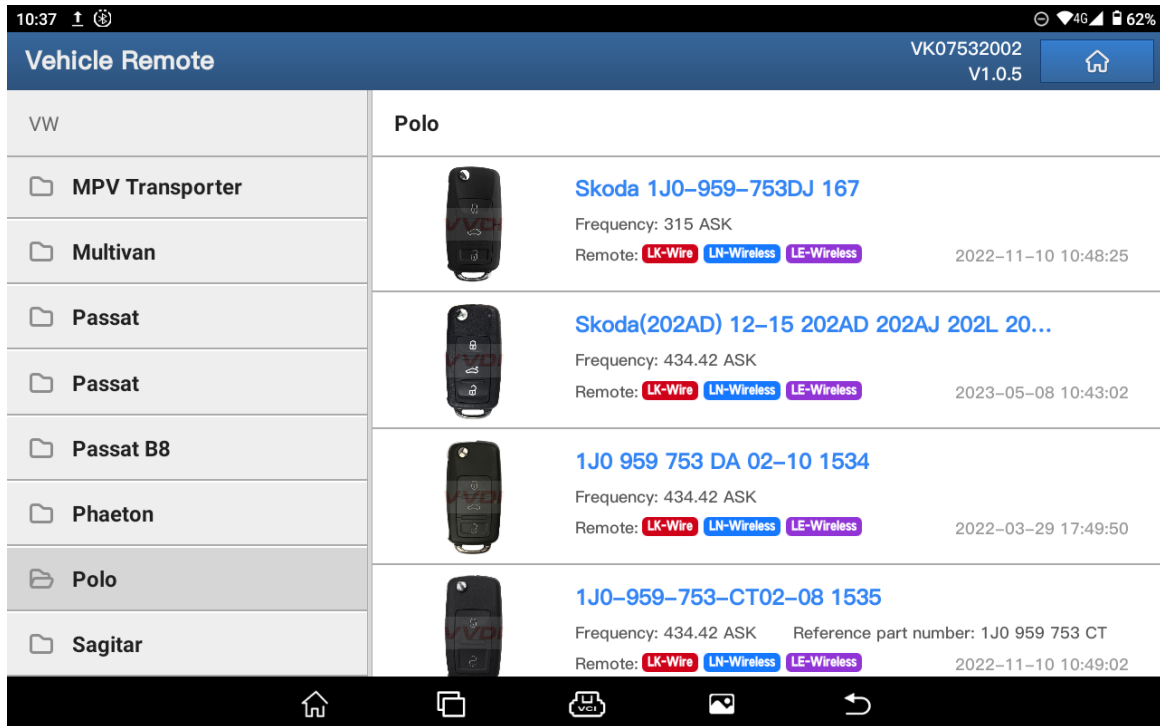 10:37
4G 62%
Vehicle Remote
VK07532002
V1.0.5
VW
MPV Transporter
Multivan
Passat
Passat
Passat B8
Phaeton
Polo
Sagitar
Polo
Skoda 1J0-959-753DJ 167
Frequency: 315 ASK
Remote: LK-Wire LN-Wireless LE-Wireless 2022-11-10 10:48:25
Skoda(202AD) 12-15 202AD 202AJ 202L 20...
Frequency: 434.42 ASK
Remote: LK-Wire LN-Wireless LE-Wireless 2023-05-08 10:43:02
1J0 959 753 DA 02-10 1534
Frequency: 434.42 ASK
Remote: LK-Wire LN-Wireless LE-Wireless 2022-03-29 17:49:50
1J0-959-753-CT02-08 1535
Frequency: 434.42 ASK Reference part number: 1J0 959 753 CT
Remote: LK-Wire LN-Wireless LE-Wireless 2022-11-10 10:49:02
VVDI
VVDI
VVDI
VVDI
VCI